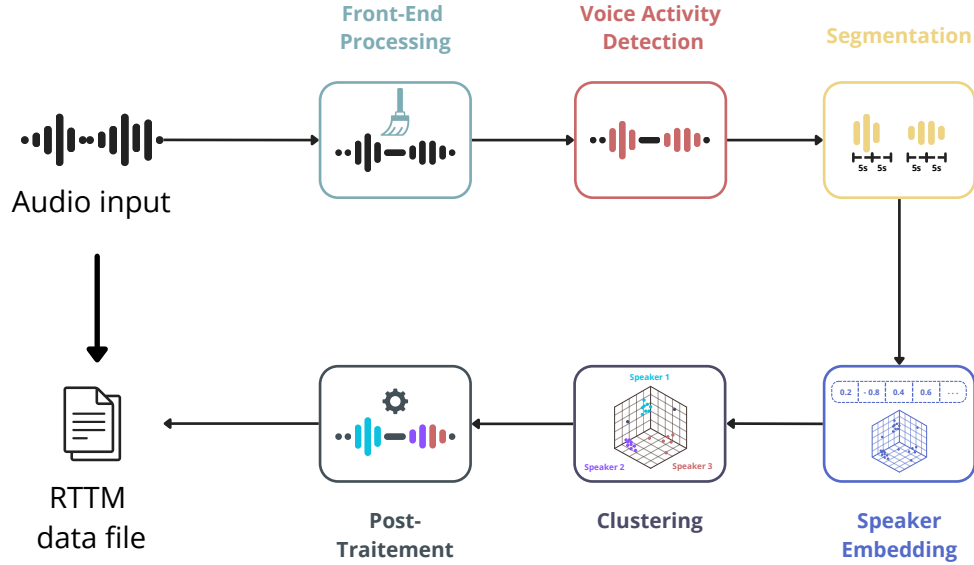 Front-End
Processing
Voice Activity
Detection
Segmentation
5s 5s 5s 5s
Audio input
0.2 - 0.8 0.4 0.6 ...
Speaker 1
Speaker 2
Speaker 3
RTTM
data file
Post-
Traitement
Clustering
Speaker
Embedding